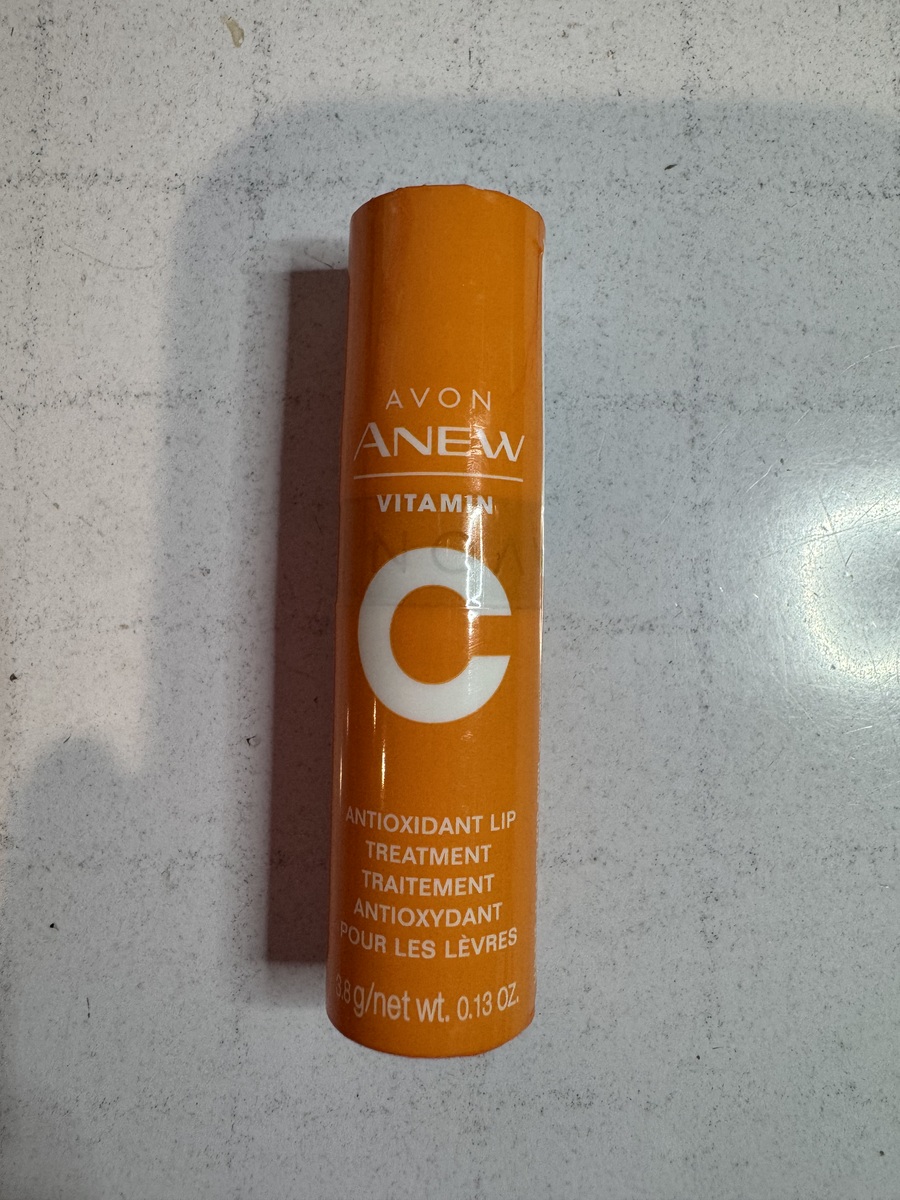 AVON
ANEW
VITAMIN
C
ANTIOXIDANT LIP
TREATMENT
TRAITEMENT
ANTIOXYDANT
POUR LES LÈVRES
3.8 g/net wt. 0.13 OZ.